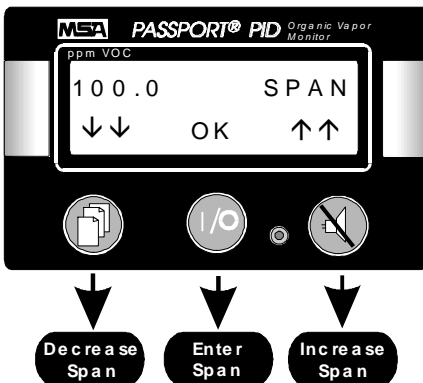 MSA PASSPORT® PID Organic Vapor Monitor
ppm VOC
100.0 SPAN
↓↓ OK ↑↑
I/O
Decrease Span
Enter Span
Increase Span